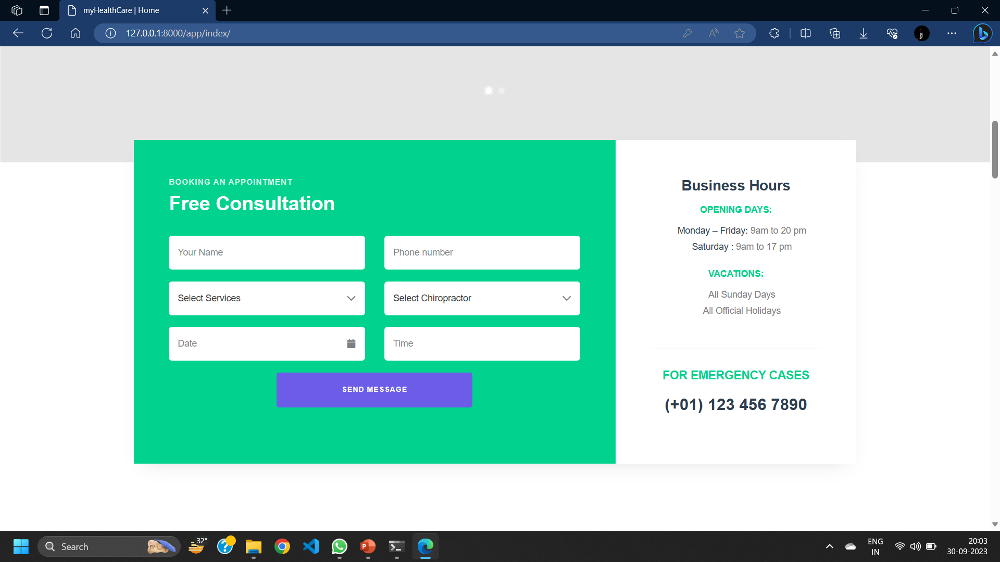 myHealthCare | Home
127.0.0.1:8000/app/index/
BOOKING AN APPOINTMENT
Free Consultation
Your Name
Phone number
Select Services
Select Chiropractor
Date
Time
SEND MESSAGE
Business Hours
OPENING DAYS:
Monday – Friday: 9am to 20 pm
Saturday : 9am to 17 pm
VACATIONS:
All Sunday Days
All Official Holidays
FOR EMERGENCY CASES
(+01) 123 456 7890
Search
32°
ENG
IN
20:03
30-09-2023